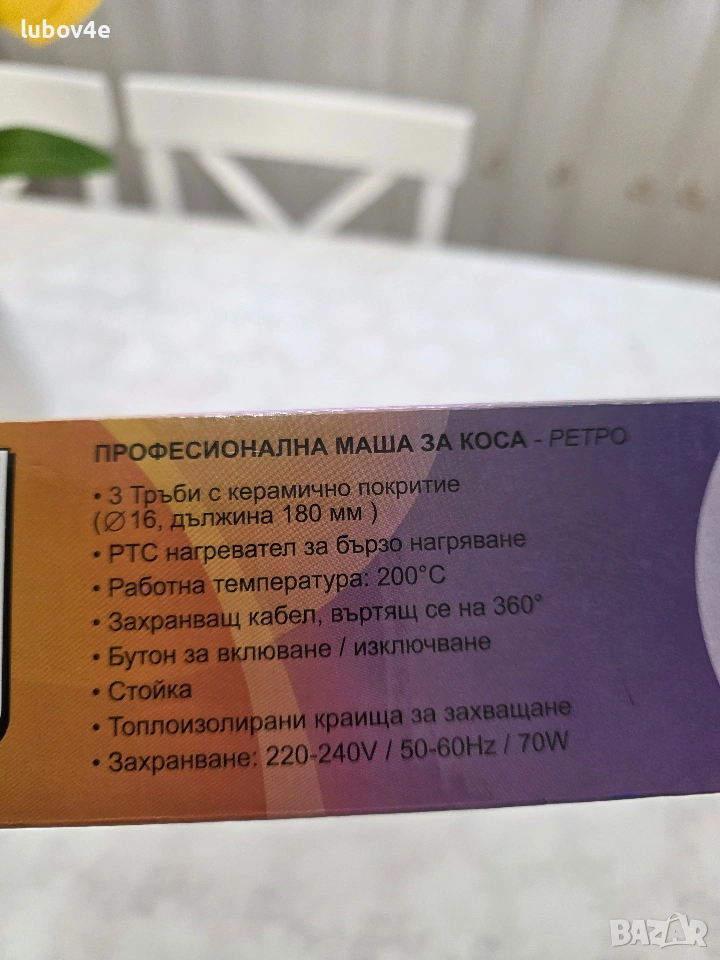 lubov4e
ПРОФЕСИОНАЛНА МАША ЗА КОСА - РЕТРО
• 3 Тръби с керамично покритие
(∅16, дължина 180 мм )
• PTC нагревател за бързо нагряване
• Работна температура: 200°C
• Захранващ кабел, въртящ се на 360°
• Бутон за вклюване / изключване
• Стойка
• Топлоизолирани краища за захващане
• Захранване: 220-240V / 50-60Hz / 70W
BAZAR